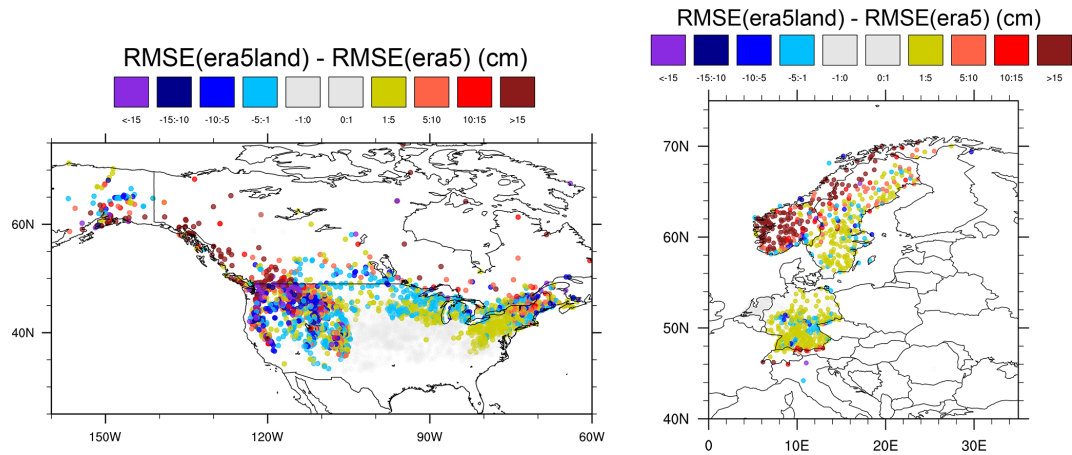 RMSE(era5land) - RMSE(era5) (cm)
<-15 -15:-10 -10:-5 -5:-1 -1:0 0:1 1:5 5:10 10:15 >15
60N
40N
150W 120W 90W 60W
RMSE(era5land) - RMSE(era5) (cm)
<-15 -15:-10 -10:-5 -5:-1 -1:0 0:1 1:5 5:10 10:15 >15
70N
60N
50N
40N
0 10E 20E 30E